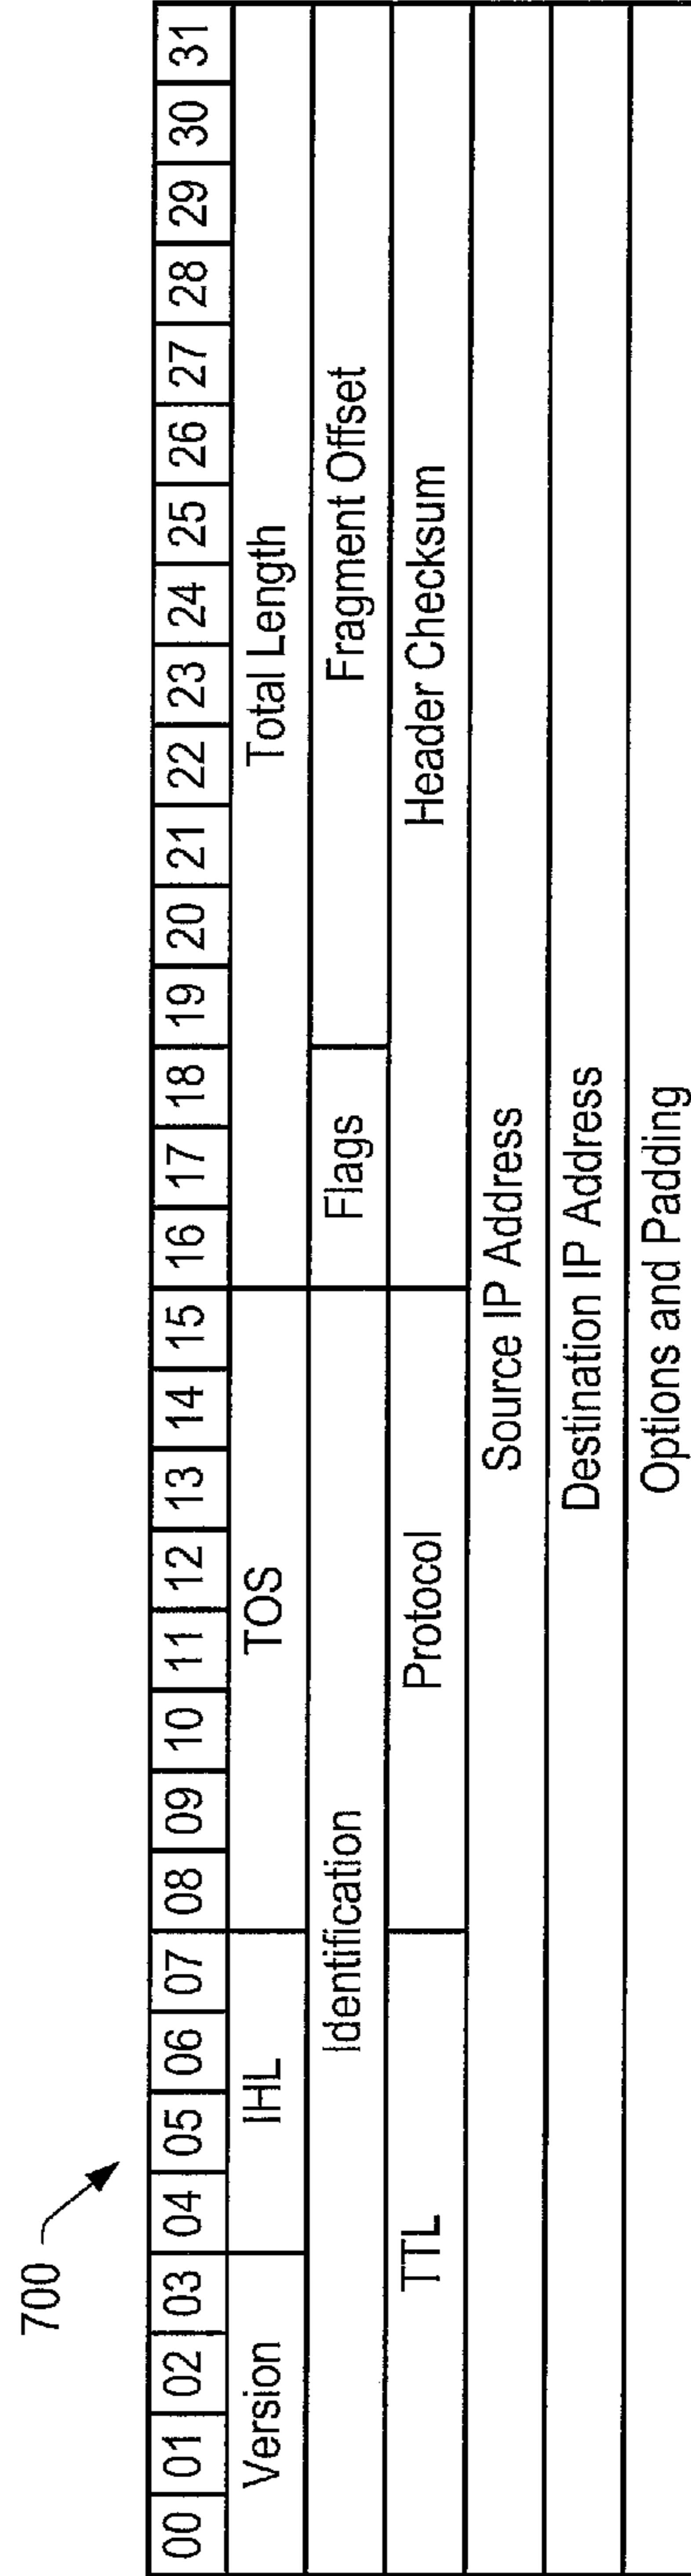 700
00 01 02 03 04 05 06 07 08 09 10 11 12 13 14 15 16 17 18 19 20 21 22 23 24 25 26 27 28 29 30 31
Version IHL TOS Total Length
Identification Flags Fragment Offset
TTL Protocol Header Checksum
Source IP Address
Destination IP Address
Options and Padding